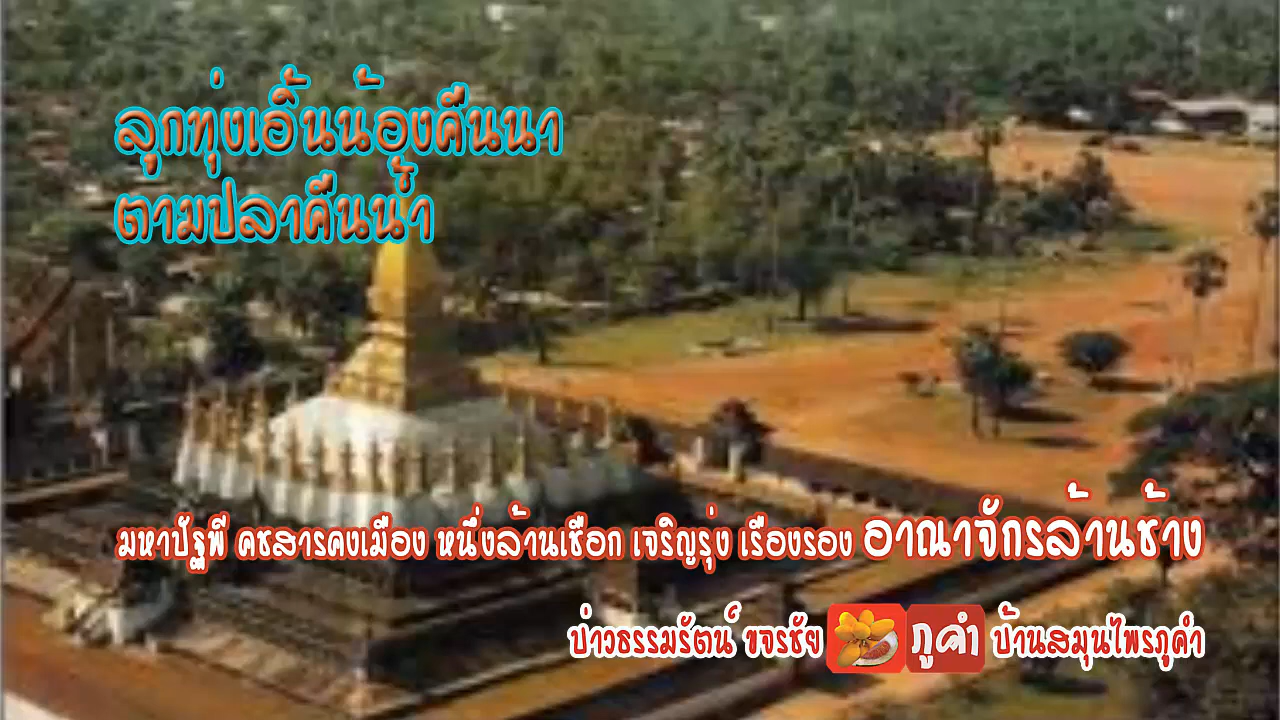 ลูกทุ่งเอิ้นน้องคืนนา
ตามปลาคืนน้ำ
มหาปัฐพี คชสารคงเมือง หนึ่งล้านเชือก เจริญรุ่ง เรืองรอง อาณาจักรล้านช้าง
บ่าวธรรมรัตน์ ขจรชัย ภูคำ บ้านสมุนไพรภูคำ